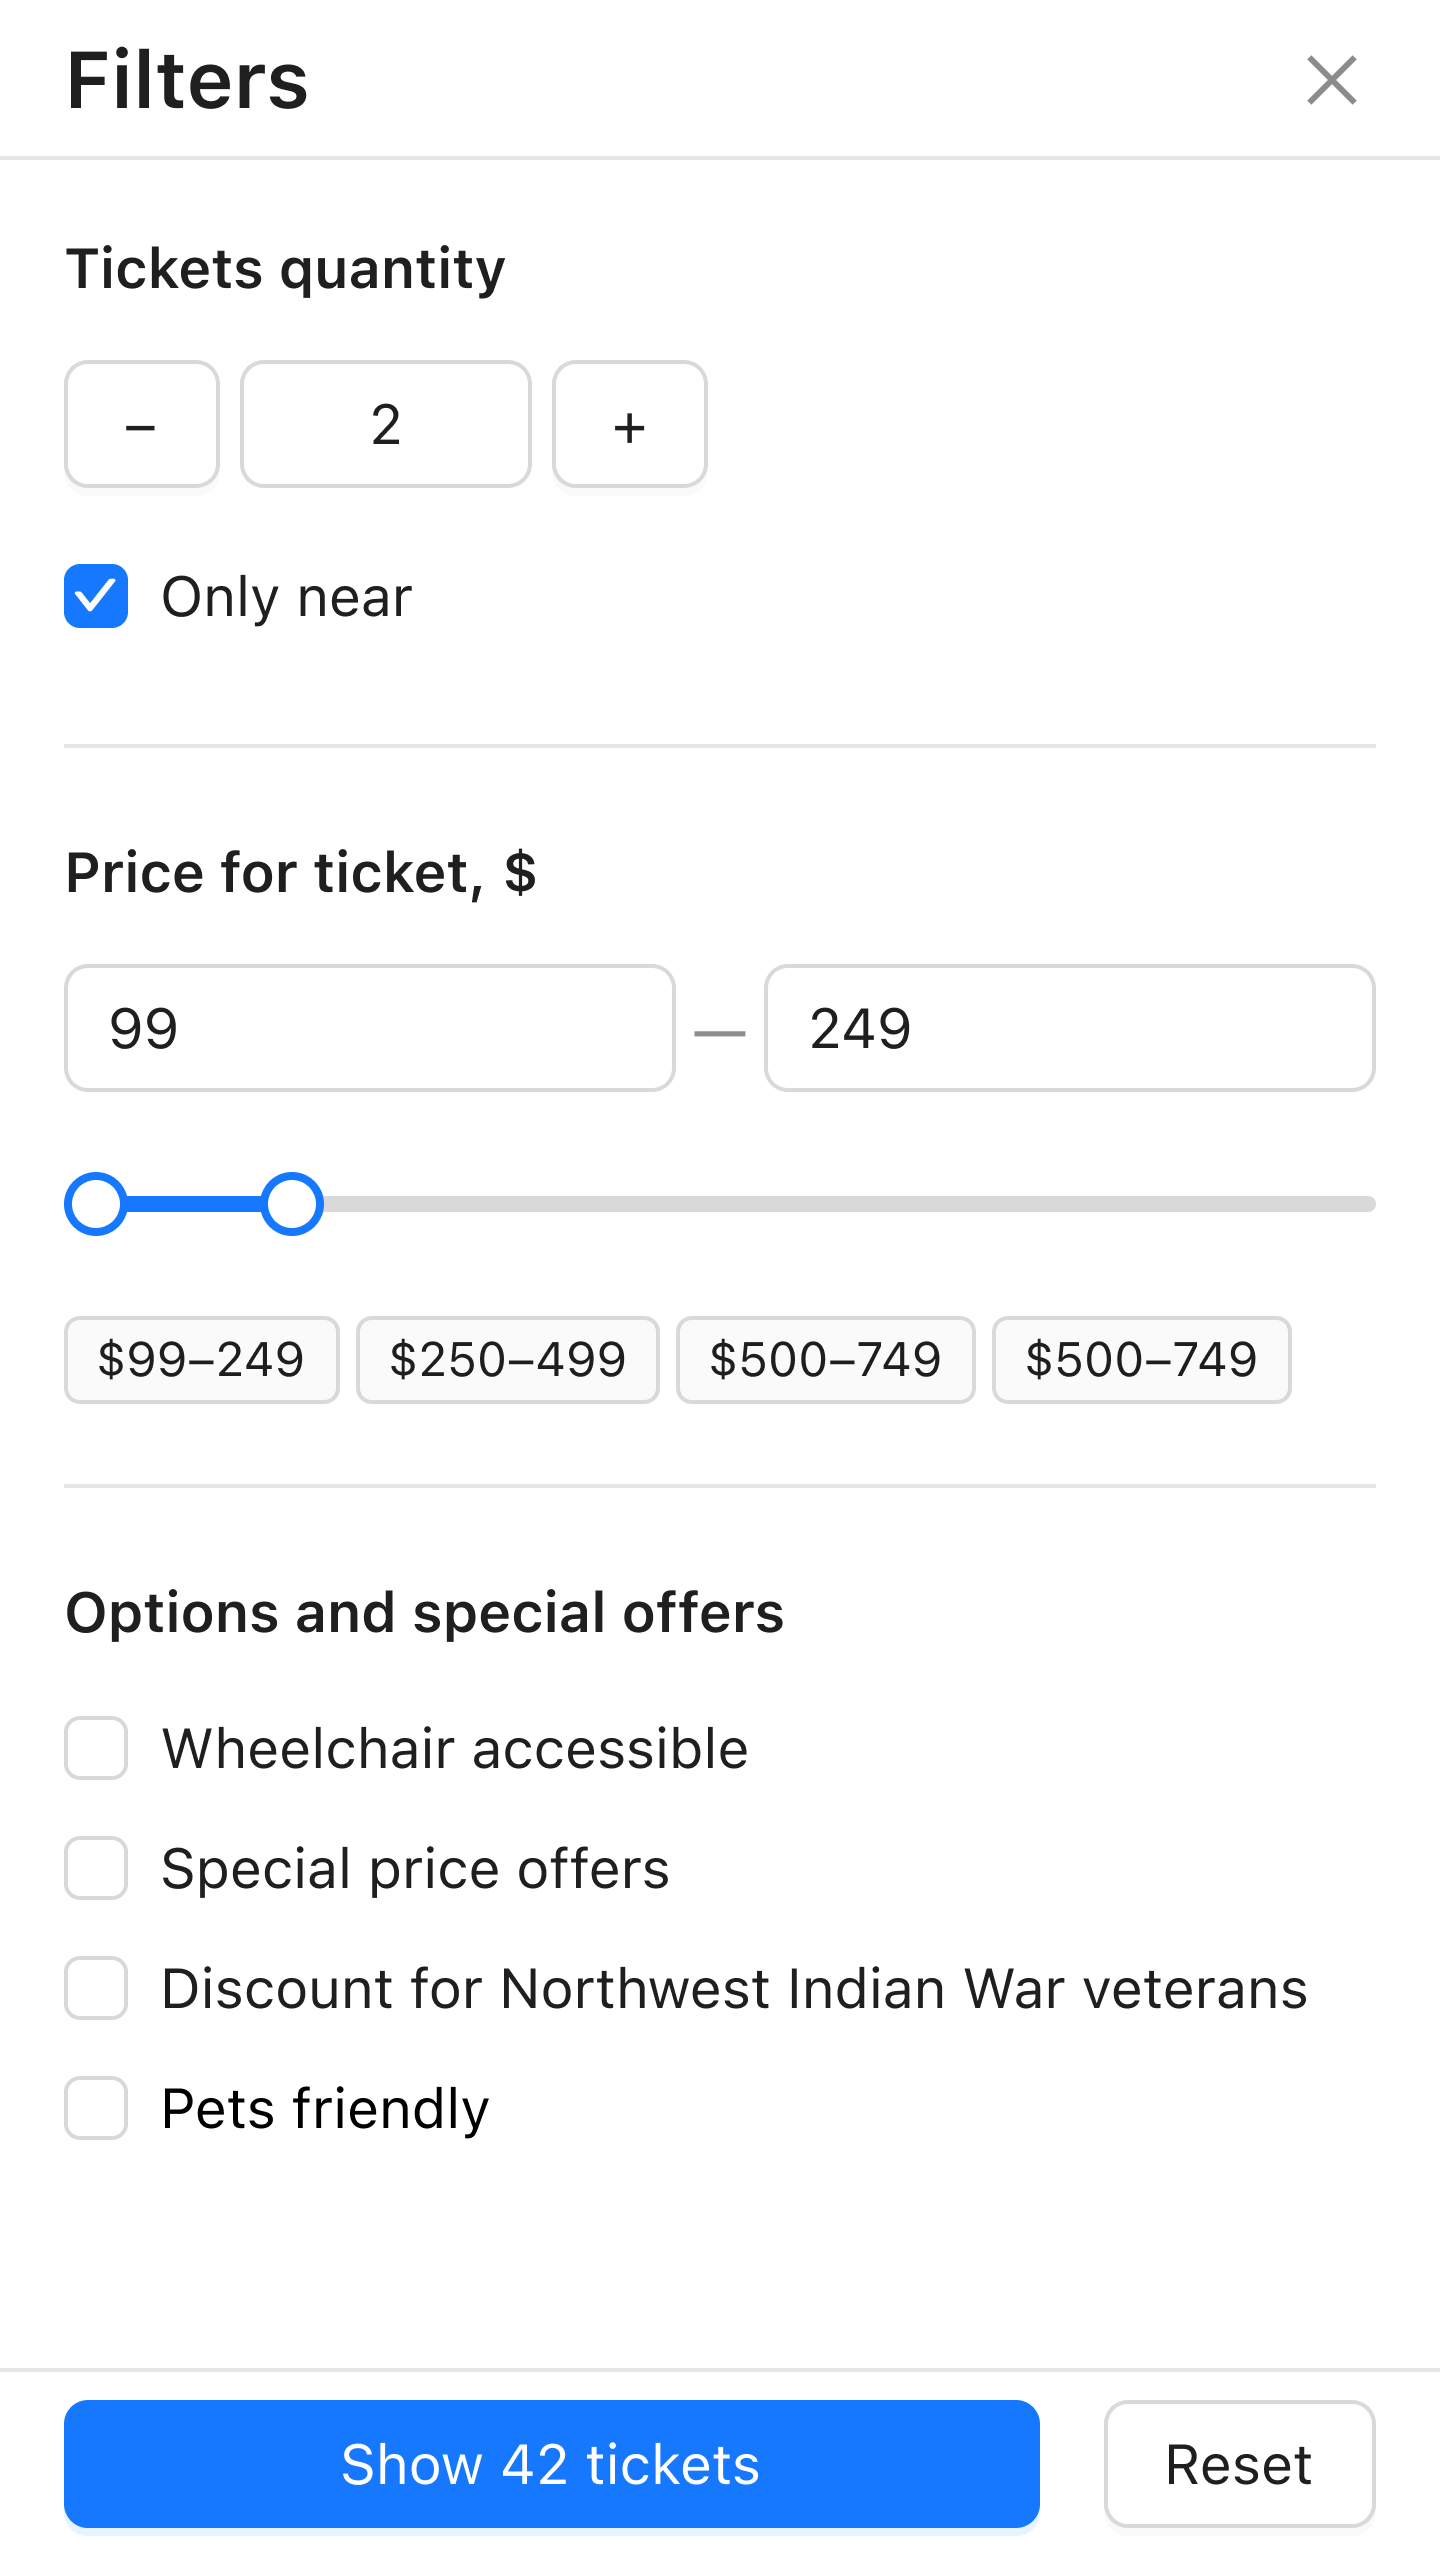 Filters
Tickets quantity
– 2 +
Only near
Price for ticket, $
99 — 249
$99–249 $250–499 $500–749 $500–749
Options and special offers
Wheelchair accessible
Special price offers
Discount for Northwest Indian War veterans
Pets friendly
Show 42 tickets Reset